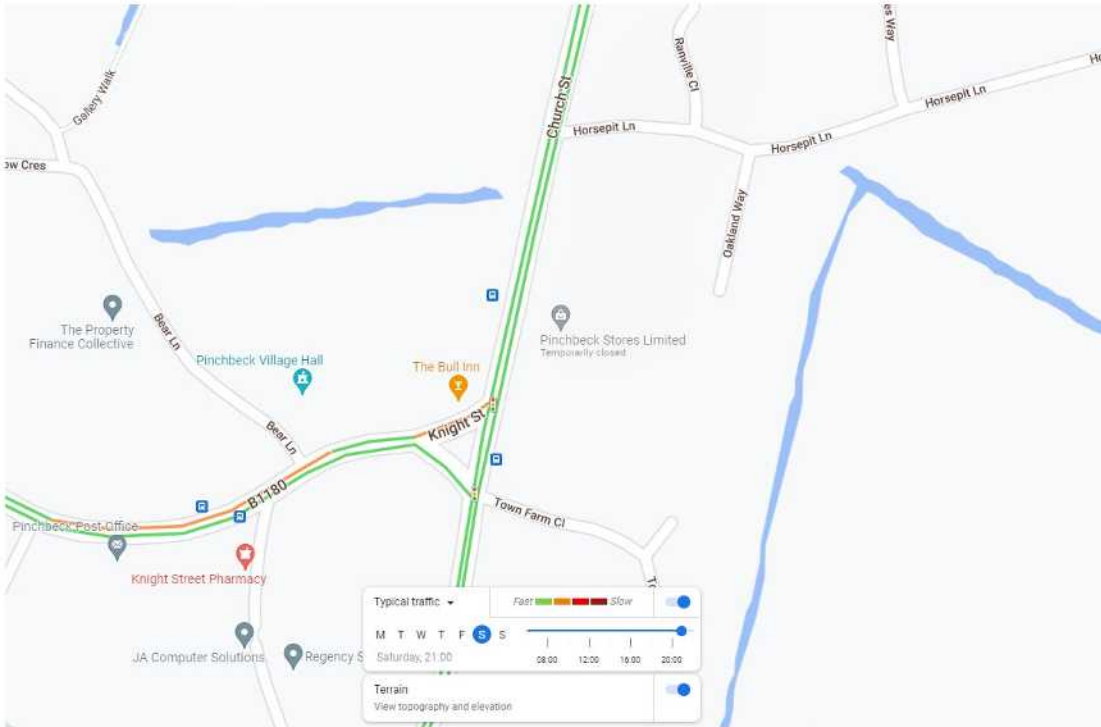 Gallery Walk
Ranville Cl
es Way
Church St
Horsepit Ln
Horsepit Ln
Horsepit Ln
Ho
ow Cres
Oakland Way
Bear Ln
The Property
Finance Collective
Pinchbeck Village Hall
The Bull Inn
Pinchbeck Stores Limited
Temporarily closed
Knight St
Bear Ln
B1180
Town Farm Cl
Pinchbeck Post Office
Knight Street Pharmacy
To
JA Computer Solutions
Regency S
Typical traffic
Fast
Slow
M T W T F S S
Saturday, 21:00
08:00 12:00 16:00 20:00
Terrain
View topography and elevation